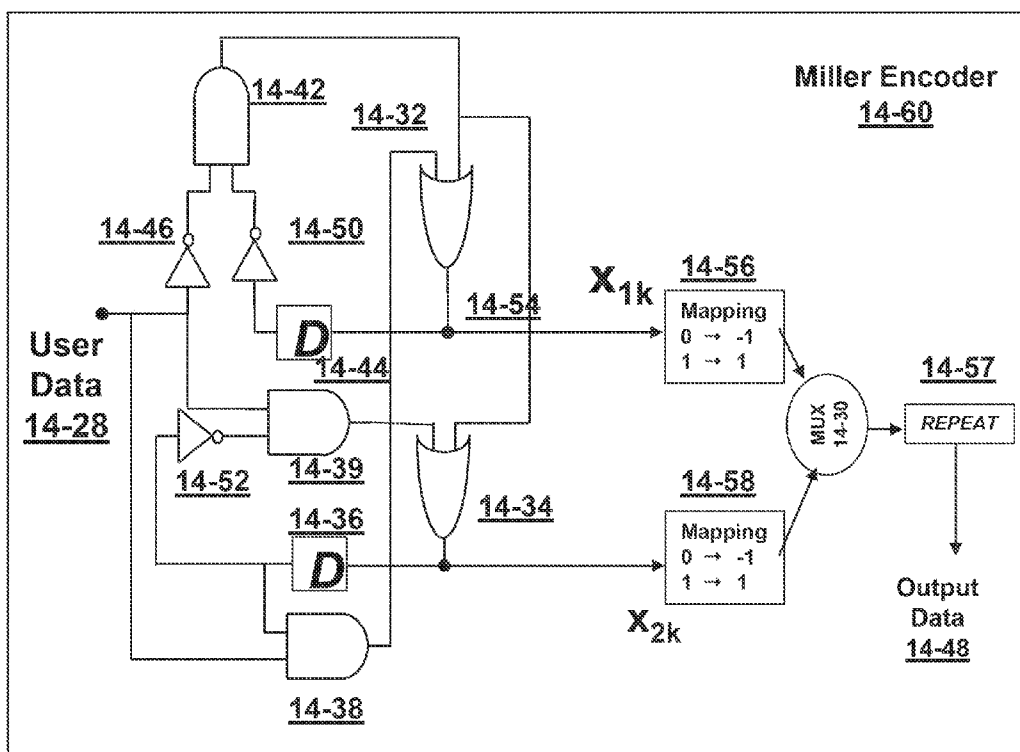 Miller Encoder
14-60
14-42
14-32
14-46
14-50
User
Data
14-28
D
14-54
14-44
X1k
14-56
Mapping
0 → -1
1 → 1
MUX
14-30
14-57
REPEAT
14-52
14-39
14-36
D
14-34
14-58
Mapping
0 → -1
1 → 1
X2k
Output
Data
14-48
14-38